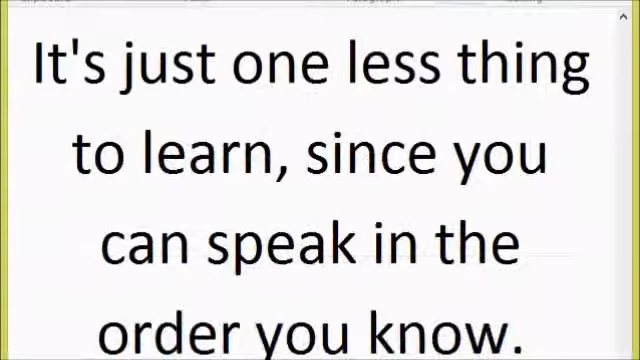 It's just one less thing
to learn, since you
can speak in the
order you know.